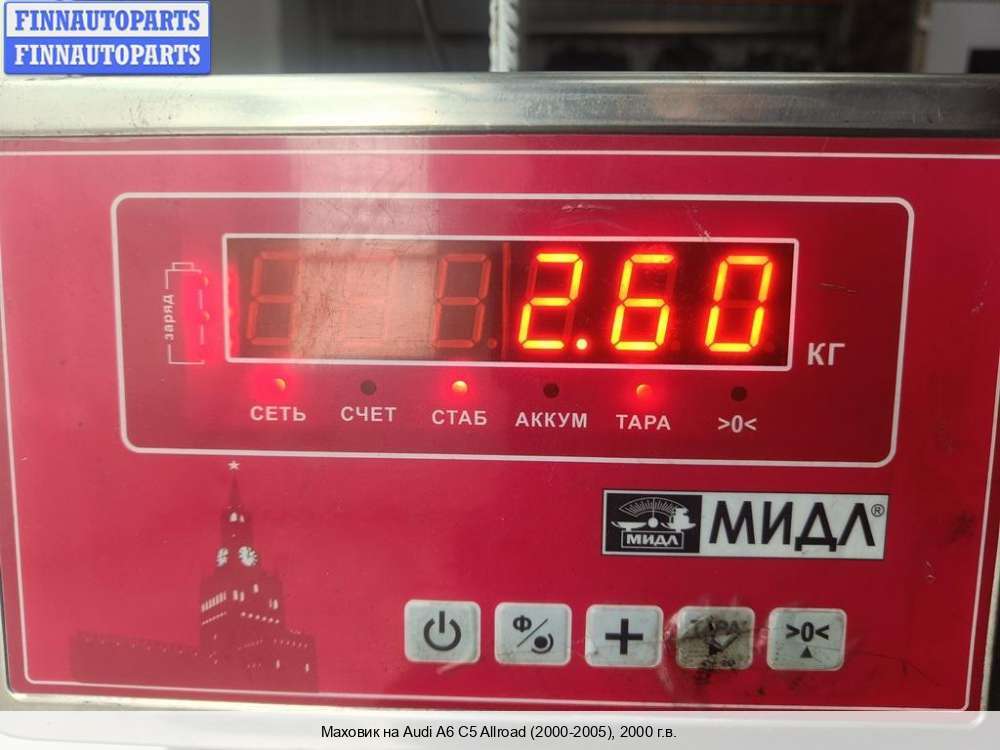 FINNAUTOPARTS
FINNAUTOPARTS
заряд
2.60
КГ
СЕТЬ СЧЕТ СТАБ АККУМ ТАРА >0<
МИДЛ МИДЛ®
Ф + ТАРА >0<
Маховик на Audi A6 C5 Allroad (2000-2005), 2000 г.в.